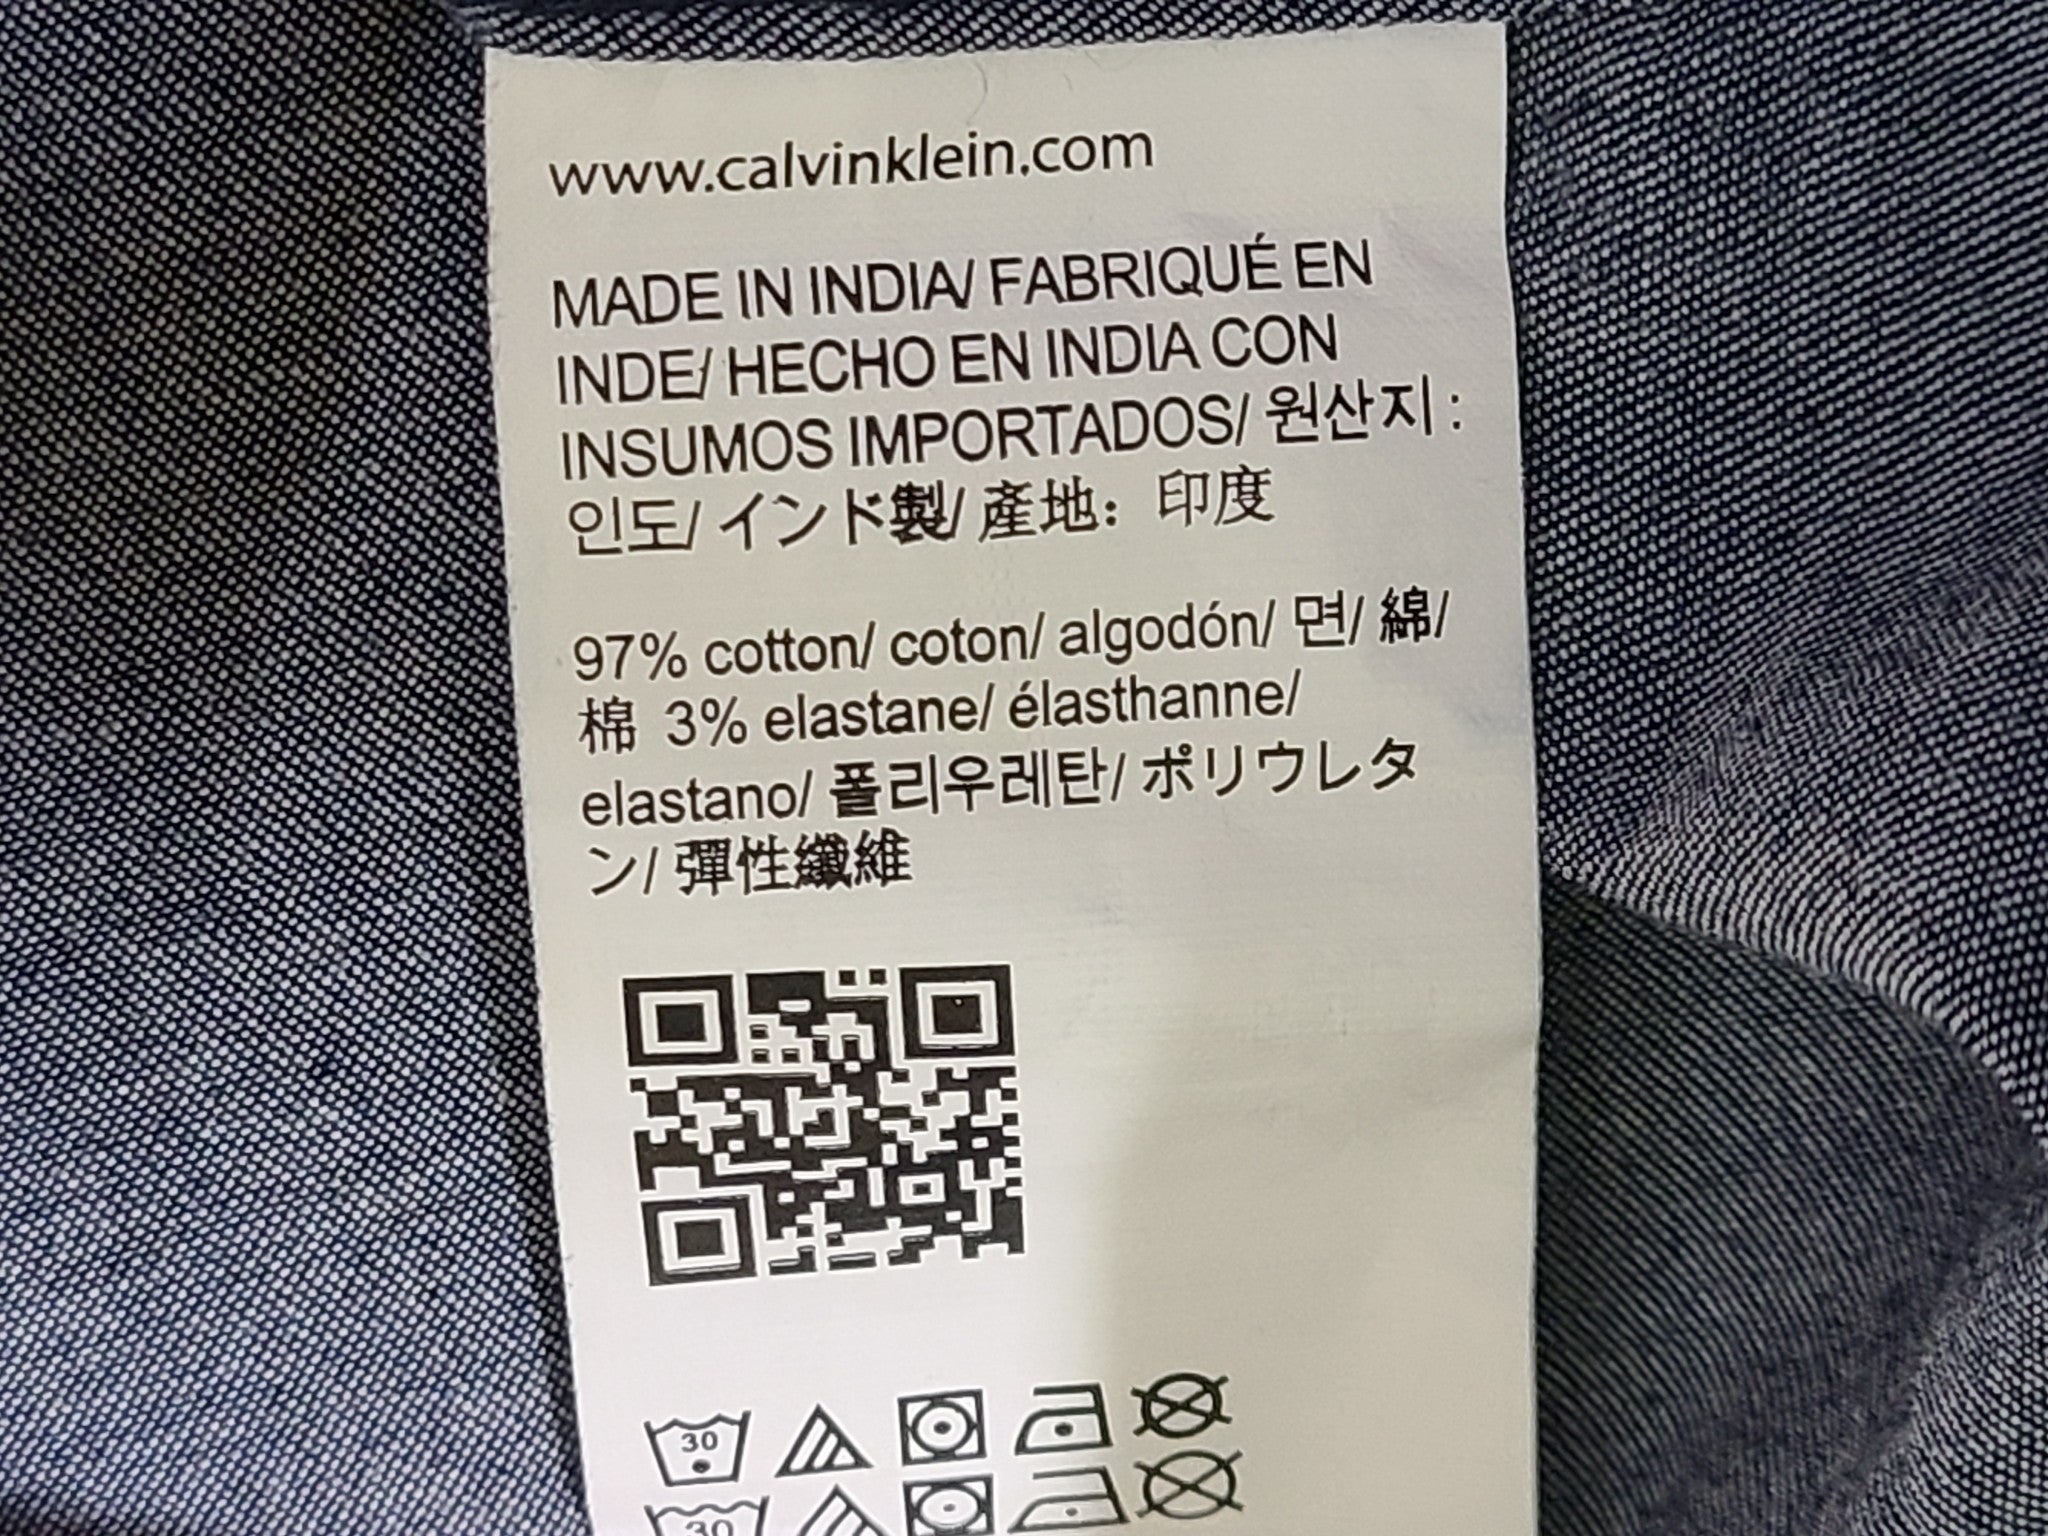 www.calvinklein.com
MADE IN INDIA/ FABRIQUÉ EN
INDE/ HECHO EN INDIA CON
INSUMOS IMPORTADOS/ 원산지 :
인도/ インド製/ 產地： 印度
97% cotton/ coton/ algodón/ 면/ 綿/
棉 3% elastane/ élasthanne/
elastano/ 폴리우레탄/ ポリウレタ
ン/ 彈性纖維
30
30